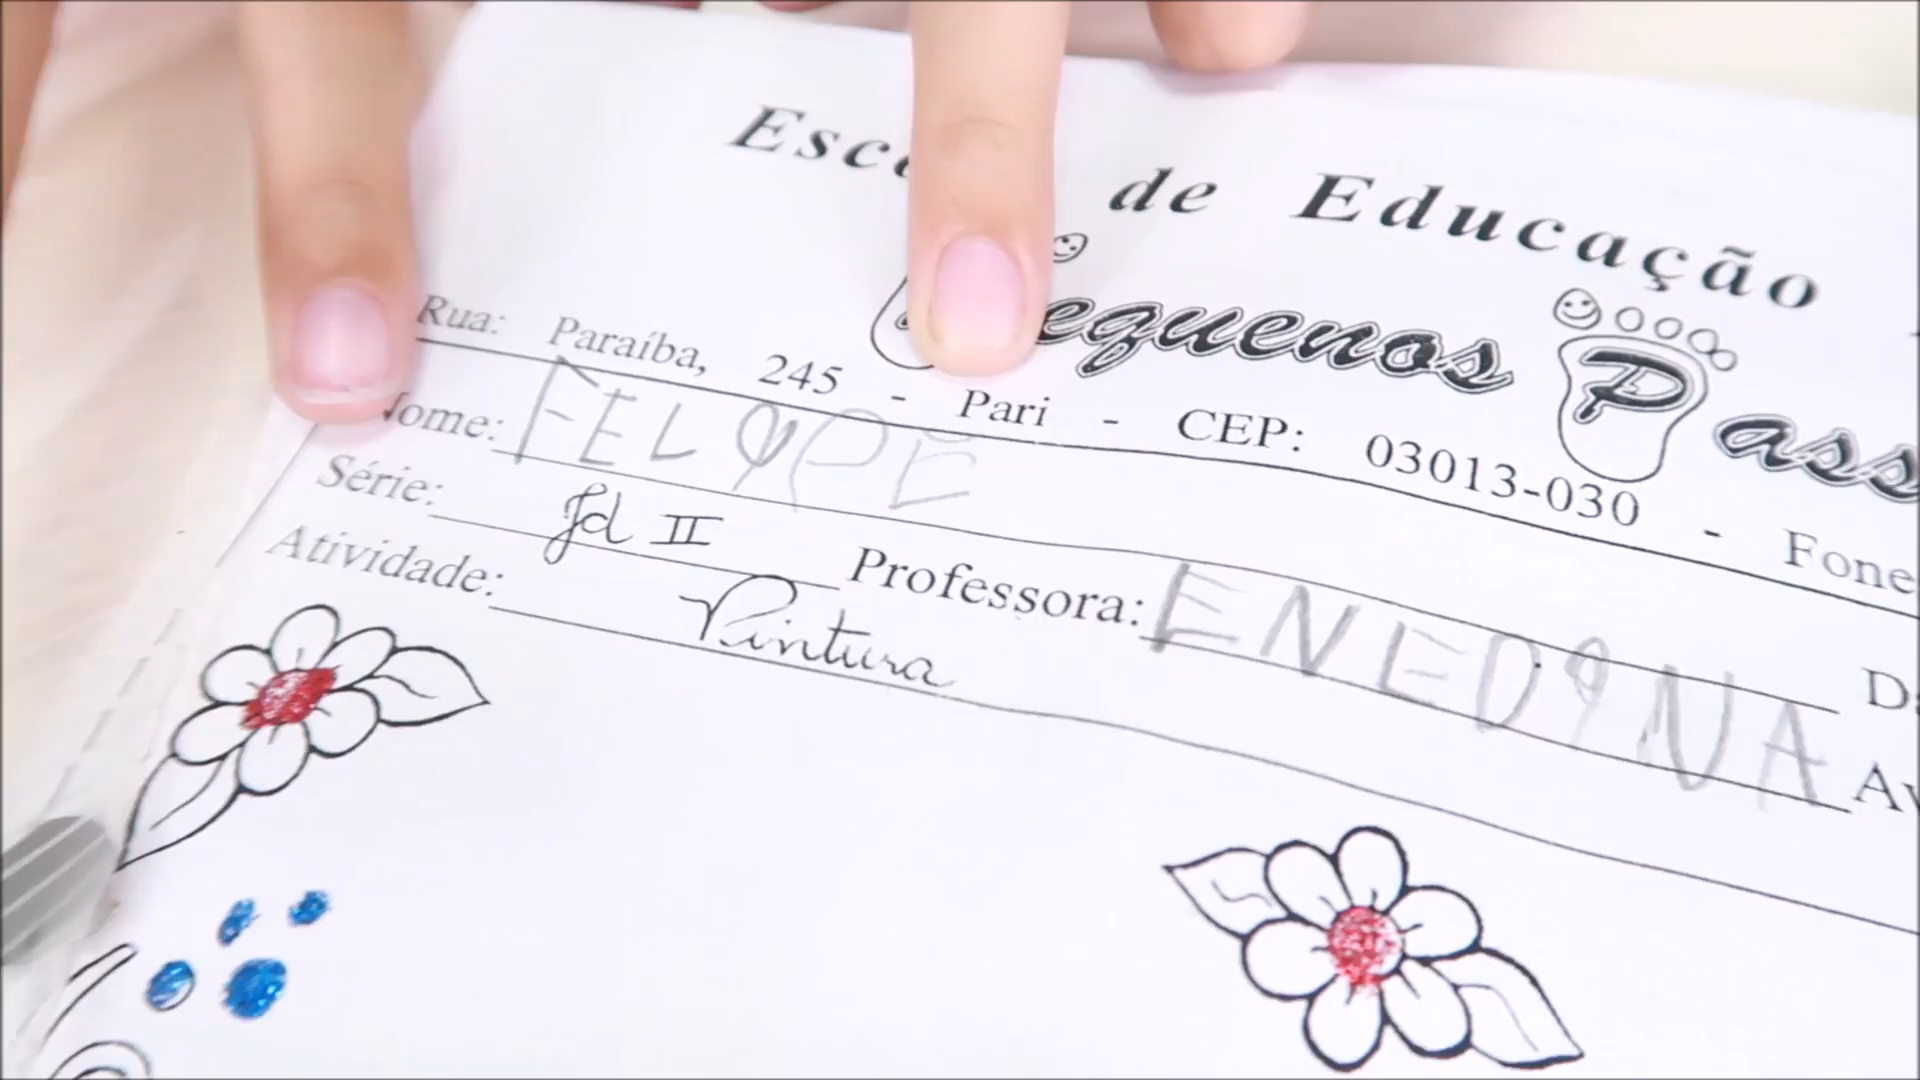 de Educação
Pequenos Pass
Rua: Paraíba, 245 - Pari - CEP: 03013-030 - Fone
Nome: FELIPE
Série: Jd II Professora: ENEDINA
Atividade: Pintura